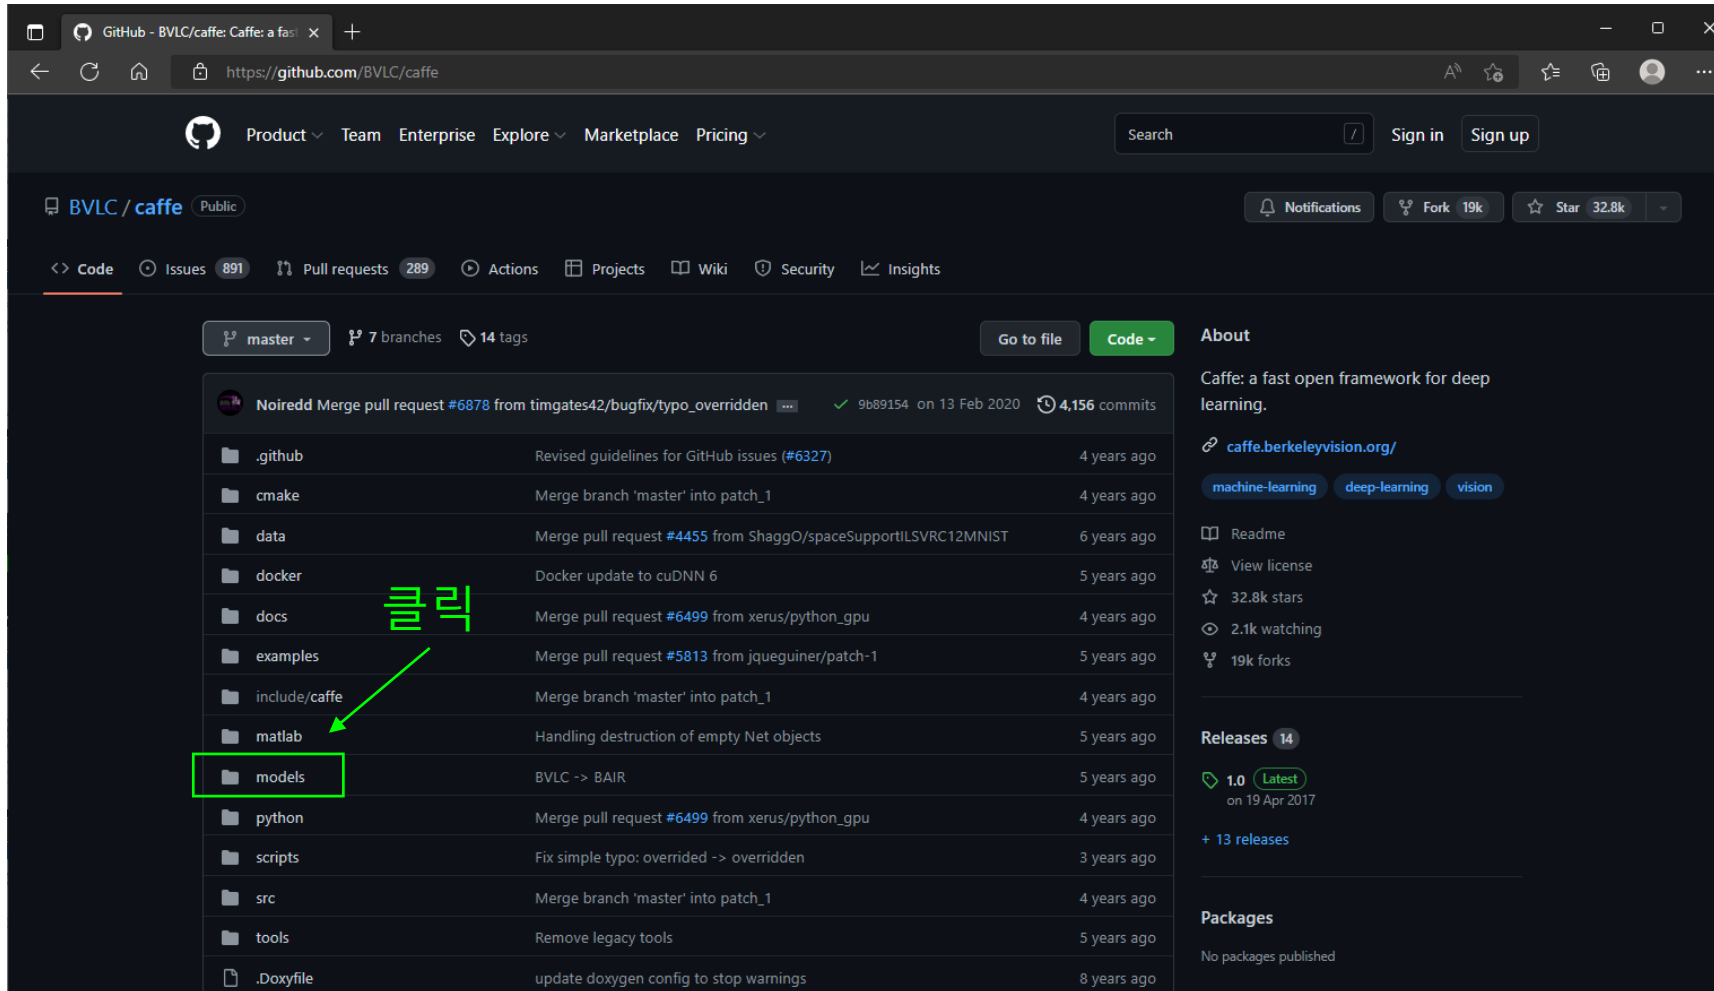 GitHub - BVLC/caffe: Caffe: a fast
https://github.com/BVLC/caffe
Product Team Enterprise Explore Marketplace Pricing Search / Sign in Sign up
BVLC / caffe Public Notifications Fork 19k Star 32.8k
Code Issues 891 Pull requests 289 Actions Projects Wiki Security Insights
master 7 branches 14 tags Go to file Code
Noiredd Merge pull request #6878 from timgates42/bugfix/typo_overridden ... 9b89154 on 13 Feb 2020 4,156 commits
.github Revised guidelines for GitHub issues (#6327) 4 years ago
cmake Merge branch 'master' into patch_1 4 years ago
data Merge pull request #4455 from ShaggO/spaceSupportILSVRC12MNIST 6 years ago
docker Docker update to cuDNN 6 5 years ago
클릭
docs Merge pull request #6499 from xerus/python_gpu 4 years ago
examples Merge pull request #5813 from jqueguiner/patch-1 5 years ago
include/caffe Merge branch 'master' into patch_1 4 years ago
matlab Handling destruction of empty Net objects 5 years ago
models BVLC -> BAIR 5 years ago
python Merge pull request #6499 from xerus/python_gpu 4 years ago
scripts Fix simple typo: overrided -> overridden 3 years ago
src Merge branch 'master' into patch_1 4 years ago
tools Remove legacy tools 5 years ago
.Doxyfile update doxygen config to stop warnings 8 years ago
About
Caffe: a fast open framework for deep
learning.
caffe.berkeleyvision.org/
machine-learning deep-learning vision
Readme
View license
32.8k stars
2.1k watching
19k forks
Releases 14
1.0 Latest
on 19 Apr 2017
+ 13 releases
Packages
No packages published